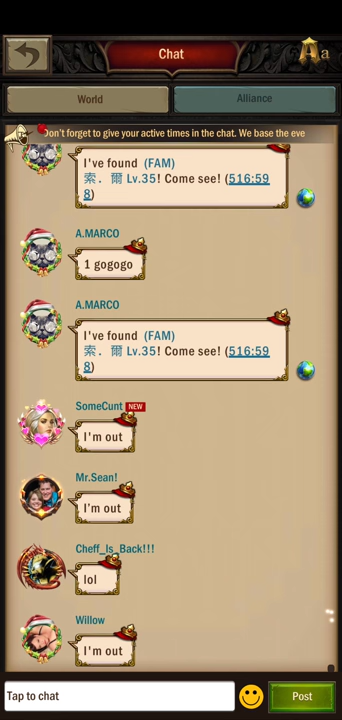 Chat
Aa
World
Alliance
Don't forget to give your active times in the chat. We base the eve
I've found (FAM)
索. 爾 Lv.35! Come see! (516:59
8)
A.MARCO
1 gogogo
A.MARCO
I've found (FAM)
索. 爾 Lv.35! Come see! (516:59
8)
SomeCunt NEW
I'm out
Mr.Sean!
I'm out
Cheff_Is_Back!!!
lol
Willow
I'm out
Tap to chat
Post